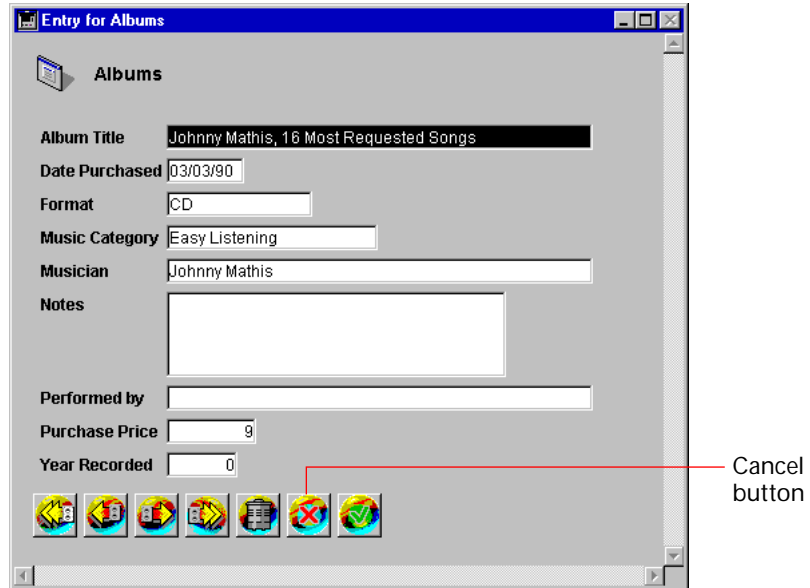 Entry for Albums
Albums
Album Title Johnny Mathis, 16 Most Requested Songs
Date Purchased 03/03/90
Format CD
Music Category Easy Listening
Musician Johnny Mathis
Notes
Performed by
Purchase Price 9
Year Recorded 0
Cancel
button